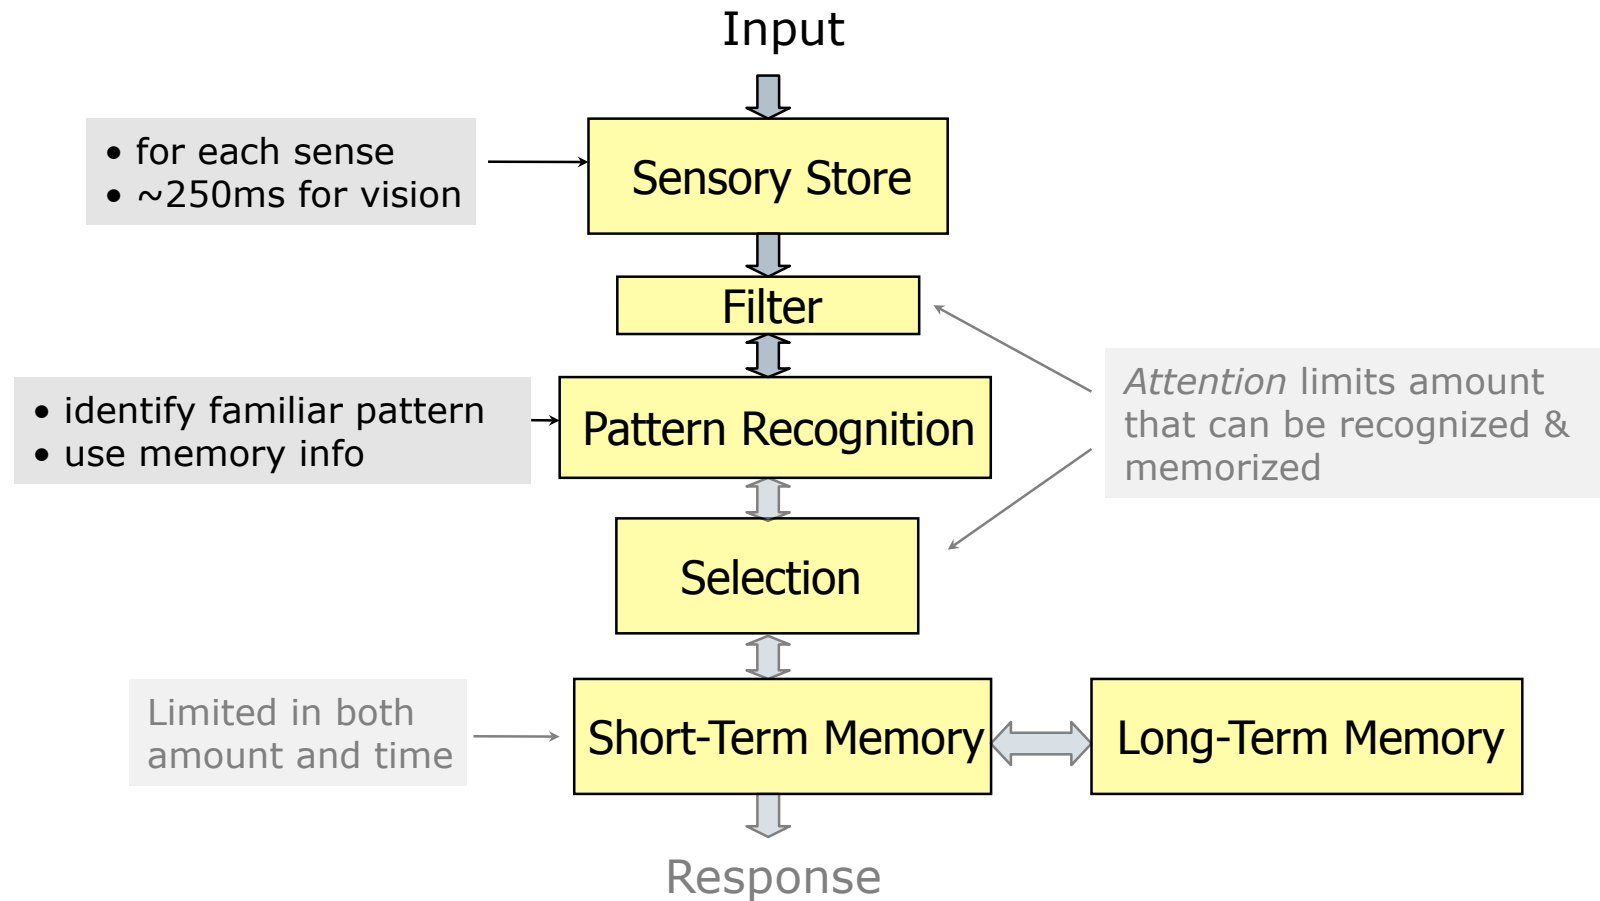 Input
• for each sense
• ~250ms for vision
Sensory Store
Filter
• identify familiar pattern
• use memory info
Pattern Recognition
Attention limits amount
that can be recognized &
memorized
Selection
Limited in both
amount and time
Short-Term Memory
Long-Term Memory
Response